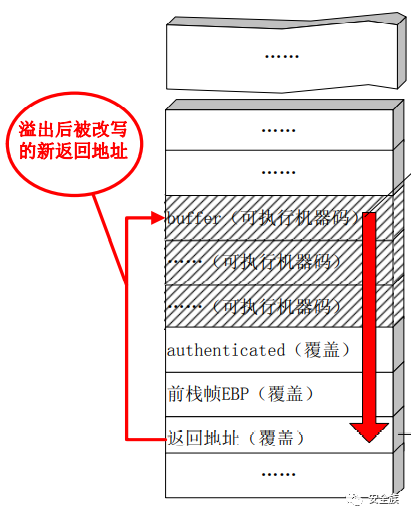 ……
溢出后被改写
的新返回地址
……
……
buffer（可执行机器码）
……（可执行机器码）
……（可执行机器码）
authenticated（覆盖）
前栈帧EBP（覆盖）
返回地址（覆盖）
……
安全族